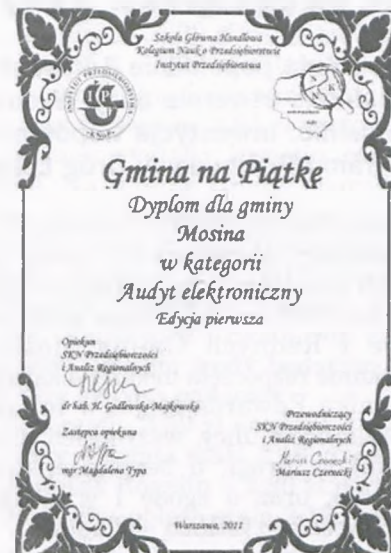 Szkoła Główna Handlowa
Kolegium Nauk o Przedsiębiorstwie
Instytut Przedsiębiorstwa
Gmina na Piątkę
Dyplom dla gminy
Mosina
w kategorii
Audyt elektroniczny
Edycja pierwsza
Opiekun
SKN Przedsiębiorczości
i Analiz Regionalnych
dr hab. H. Godlewska-Majkowska
Zastępca opiekuna
mgr Magdalena Typa
Przewodniczący
SKN Przedsiębiorczości
i Analiz Regionalnych
Mariusz Czernecki
Warszawa, 2011